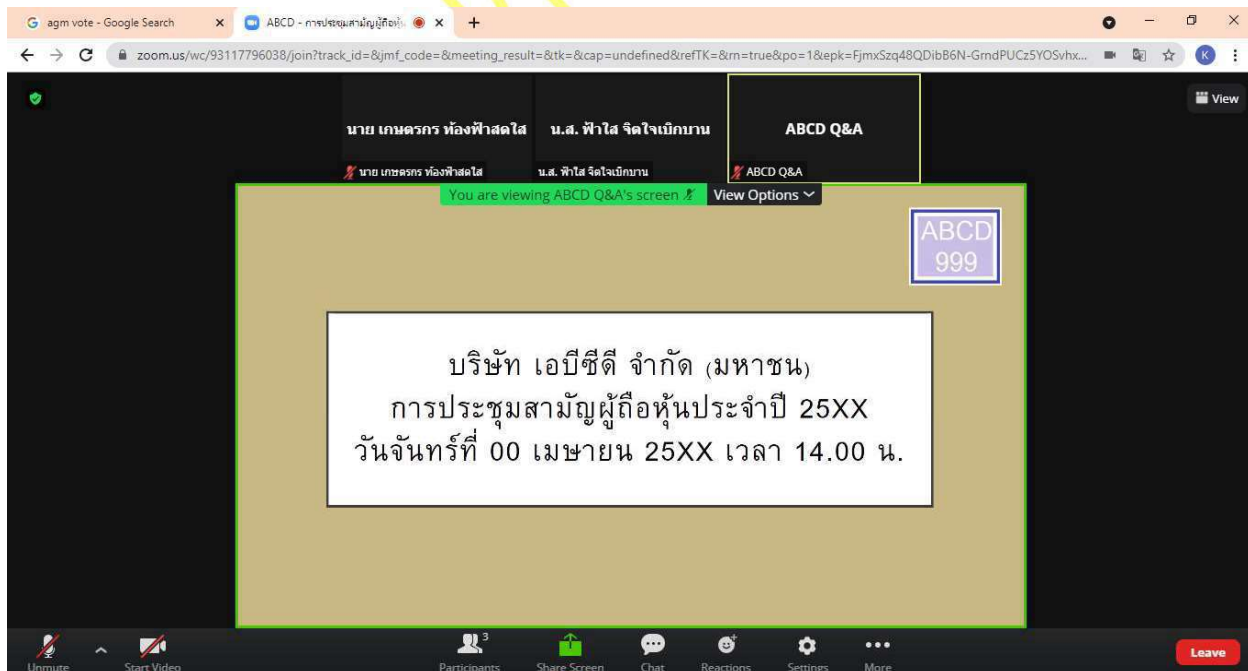 agm vote - Google Search
ABCD - การประชุมสามัญผู้ถือหุ้น
zoom.us/wc/93117796038/join?track_id=&jmf_code=&meeting_result=&tk=&cap=undefined&refTK=&rn=true&po=1&epk=FjmxSzq48QDibB6N-GrndPUCz5YOSvhx...
K
View
นาย เกษตรกร ท้องฟ้าสดใส
น.ส. ฟ้าใส จิตใจเบิกบาน
ABCD Q&A
นาย เกษตรกร ท้องฟ้าสดใส
น.ส. ฟ้าใส จิตใจเบิกบาน
ABCD Q&A
You are viewing ABCD Q&A's screen
View Options
ABCD
999
บริษัท เอบีซีดี จำกัด (มหาชน)
การประชุมสามัญผู้ถือหุ้นประจำปี 25XX
วันจันทร์ที่ 00 เมษายน 25XX เวลา 14.00 น.
3
Unmute
Start Video
Participants
Share Screen
Chat
Reactions
Settings
More
Leave